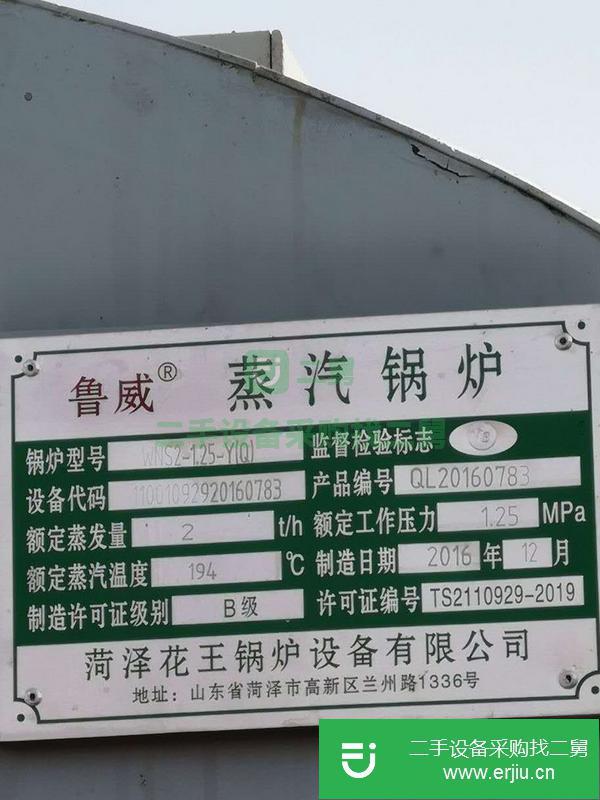 二舅
鲁威® 蒸汽锅炉
二手设备采购找二舅
锅炉型号 WNS2-1.25-Y(Q) 监督检验标志
设备代码 11001092920160783 产品编号 QL20160783
额定蒸发量 2 t/h 额定工作压力 1.25 MPa
额定蒸汽温度 194 ℃ 制造日期 2016 年 12 月
制造许可证级别 B级 许可证编号 TS2110929-2019
菏泽花王锅炉设备有限公司
地址：山东省菏泽市高新区兰州路1336号
二手设备采购找二舅
www.erjiu.cn